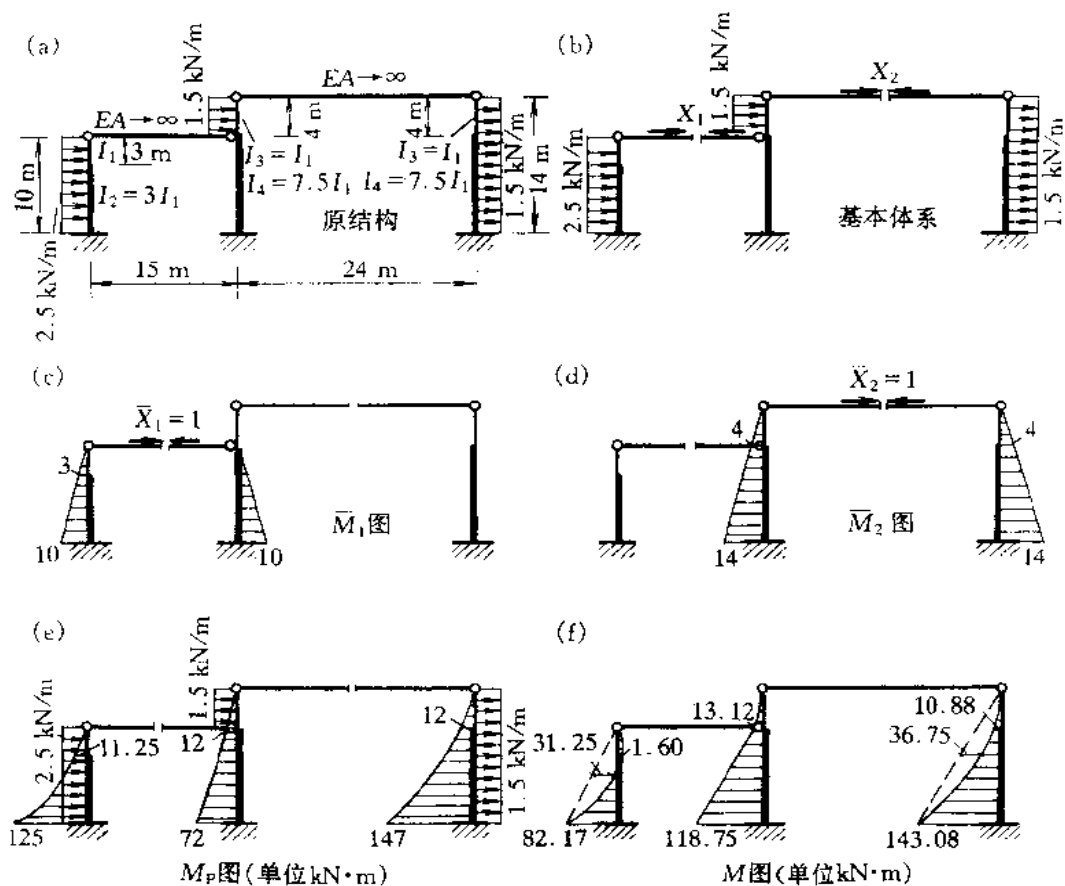 (a)
1.5 kN/m
EA→∞
EA→∞
4 m
4 m
10 m
I₁
3 m
I₂=3I₁
I₃=I₁
I₄=7.5I₁
I₃=I₁
I₄=7.5I₁
1.5 kN/m
14 m
原结构
2.5 kN/m
15 m
24 m
(b)
1.5 kN/m
X₂
X₁
2.5 kN/m
1.5 kN/m
基本体系
(c)
X̄₁=1
3
10
10
M̄₁图
(d)
X̄₂=1
4
4
14
14
M̄₂图
(e)
1.5 kN/m
2.5 kN/m
11.25
12
12
1.5 kN/m
125
72
147
M_P图(单位kN·m)
(f)
13.12
10.88
31.25
1.60
36.75
82.17
118.75
143.08
M图(单位kN·m)